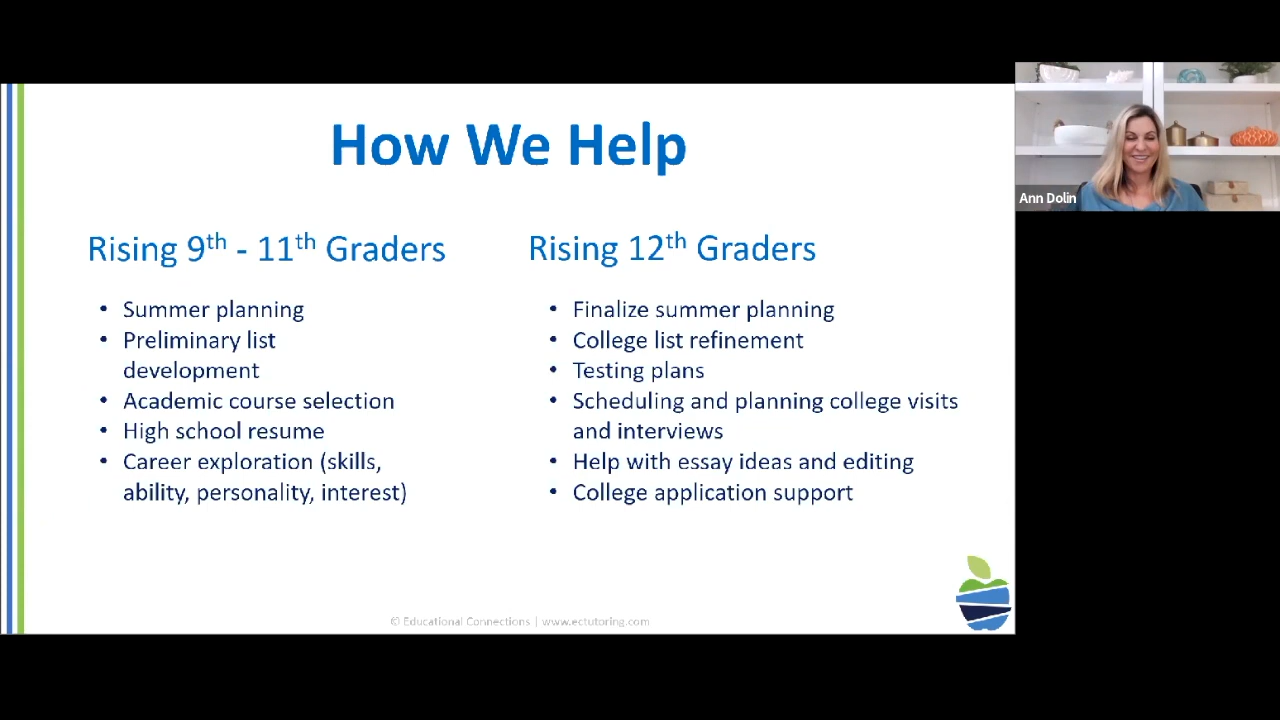 How We Help
Rising 9th - 11th Graders
• Summer planning
• Preliminary list
development
• Academic course selection
• High school resume
• Career exploration (skills,
ability, personality, interest)
Rising 12th Graders
• Finalize summer planning
• College list refinement
• Testing plans
• Scheduling and planning college visits
and interviews
• Help with essay ideas and editing
• College application support
© Educational Connections | www.ectutoring.com
Ann Dolin